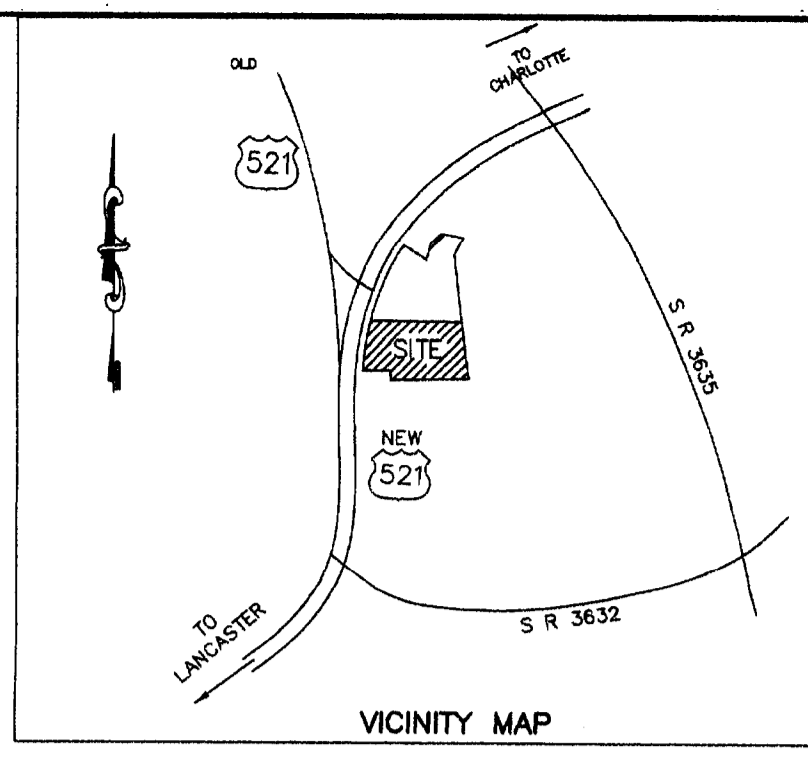 OLD
TO
CHARLOTTE
521
SITE
S R 3635
NEW
521
TO
LANCASTER
S R 3632
VICINITY MAP